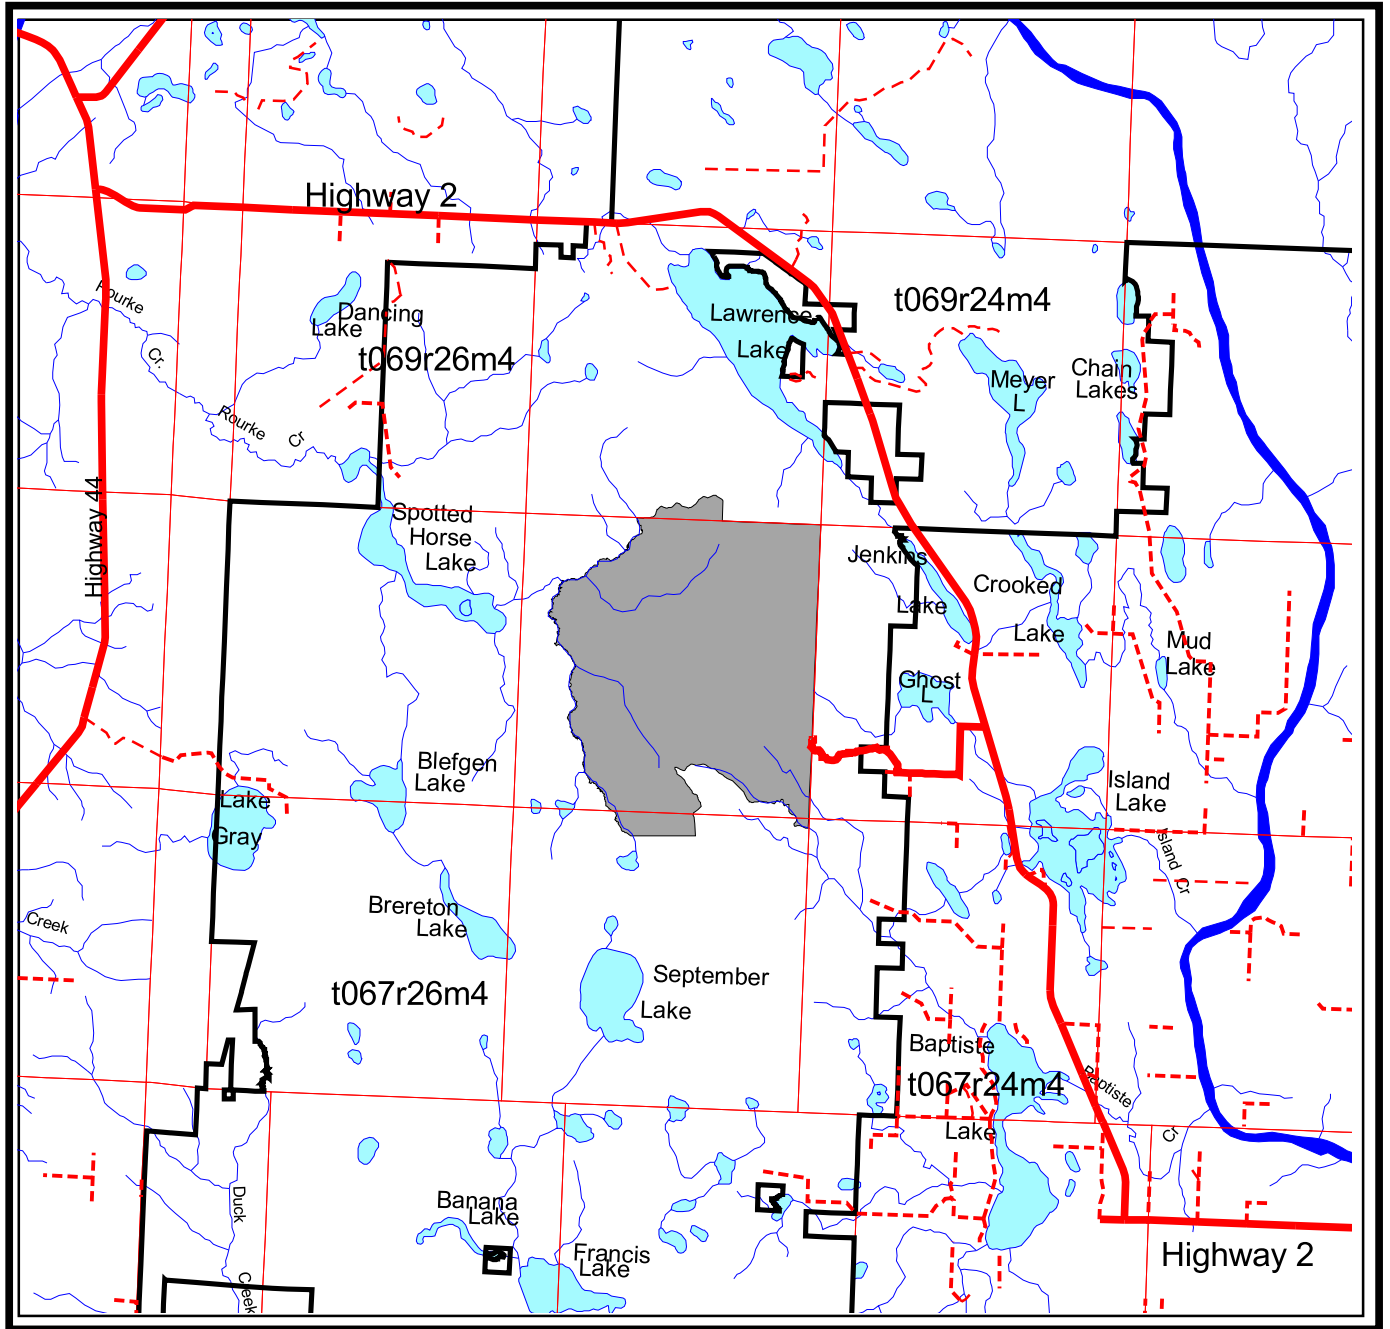 Highway 2
Rourke
Cr.
Dancing
Lake
t069r26m4
Lawrence
Lake
t069r24m4
Meyer
L
Chain
Lakes
Rourke
Cr
Highway 44
Spotted
Horse
Lake
Jenkins
Lake
Crooked
Lake
Mud
Lake
Ghost
L
Blefgen
Lake
Lake
Gray
Island
Lake
Island Cr
Brereton
Lake
Creek
September
Lake
t067r26m4
Baptiste
t067r24m4
Lake
Baptiste
Cr
Duck
Creek
Banana
Lake
Francis
Lake
Highway 2